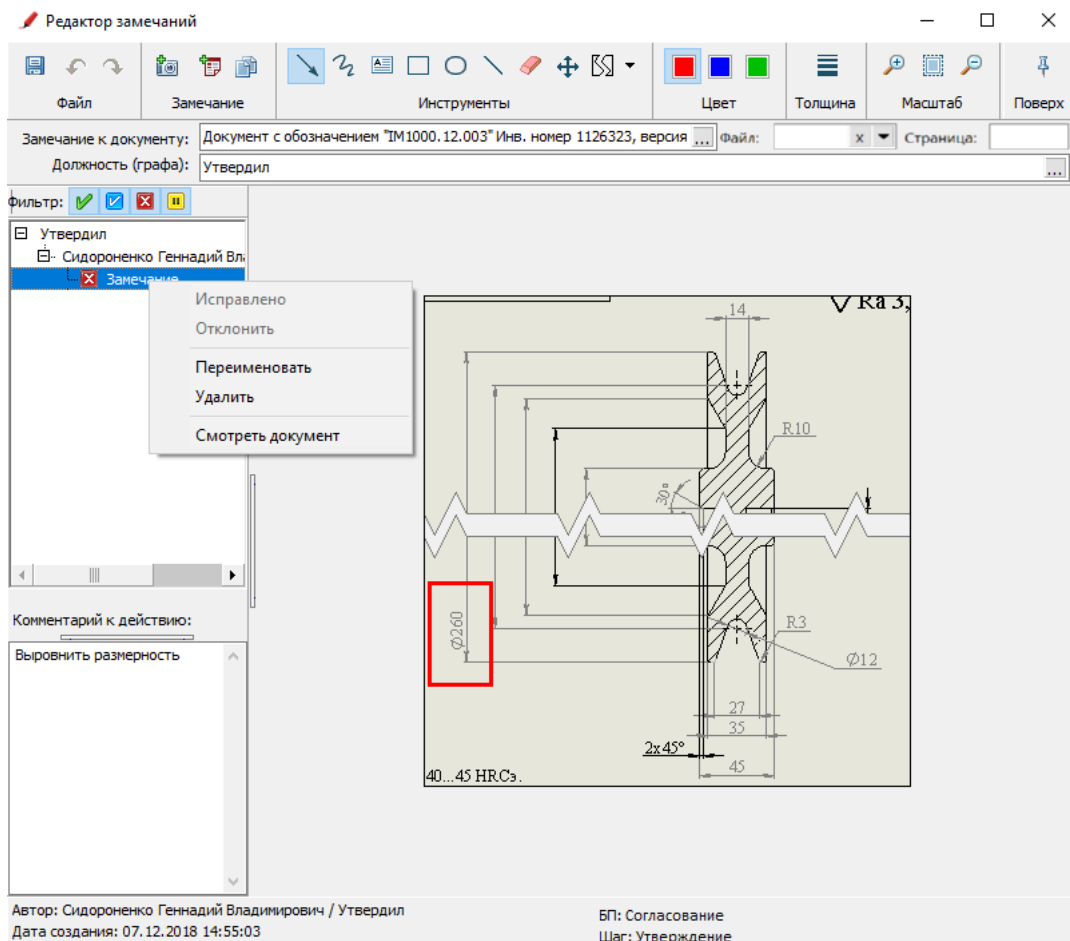 Редактор замечаний
Файл
Замечание
Инструменты
Цвет
Толщина
Масштаб
Поверх
Замечание к документу: Документ с обозначением "IM1000.12.003" Инв. номер 1126323, версия ... Файл: x Страница:
Должность (графа): Утвердил ...
Фильтр:
Утвердил
Сидороненко Геннадий Вла
Замечание
Исправлено
Отклонить
Переименовать
Удалить
Смотреть документ
14
Ra 3,
R10
30°
Ø260
R3
Ø12
27
35
2x45°
45
40...45 HRCэ.
Комментарий к действию:
Выровнить размерность
Автор: Сидороненко Геннадий Владимирович / Утвердил
БП: Согласование
Дата создания: 07.12.2018 14:55:03
Шаг: Утверждение